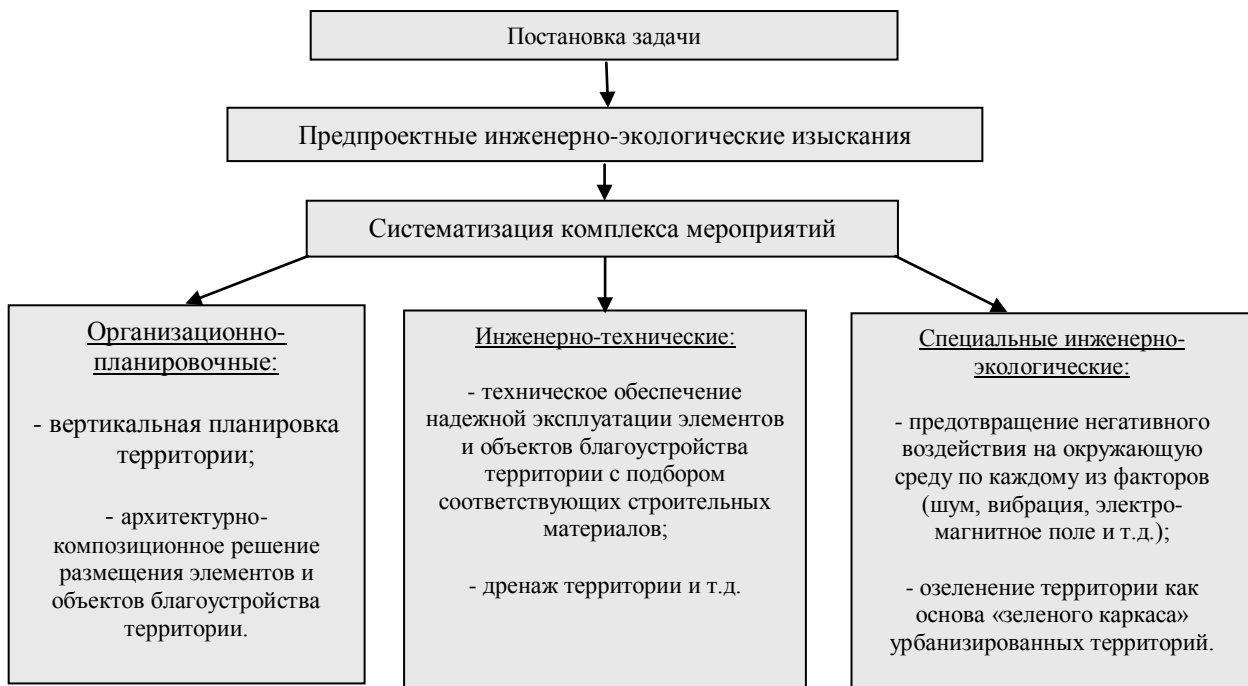 Постановка задачи
Предпроектные инженерно-экологические изыскания
Систематизация комплекса мероприятий
Организационно-
планировочные:
- вертикальная планировка
территории;
- архитектурно-
композиционное решение
размещения элементов и
объектов благоустройства
территории.
Инженерно-технические:
- техническое обеспечение
надежной эксплуатации элементов
и объектов благоустройства
территории с подбором
соответствующих строительных
материалов;
- дренаж территории и т.д.
Специальные инженерно-
экологические:
- предотвращение негативного
воздействия на окружающую
среду по каждому из факторов
(шум, вибрация, электро-
магнитное поле и т.д.);
- озеленение территории как
основа «зеленого каркаса»
урбанизированных территорий.